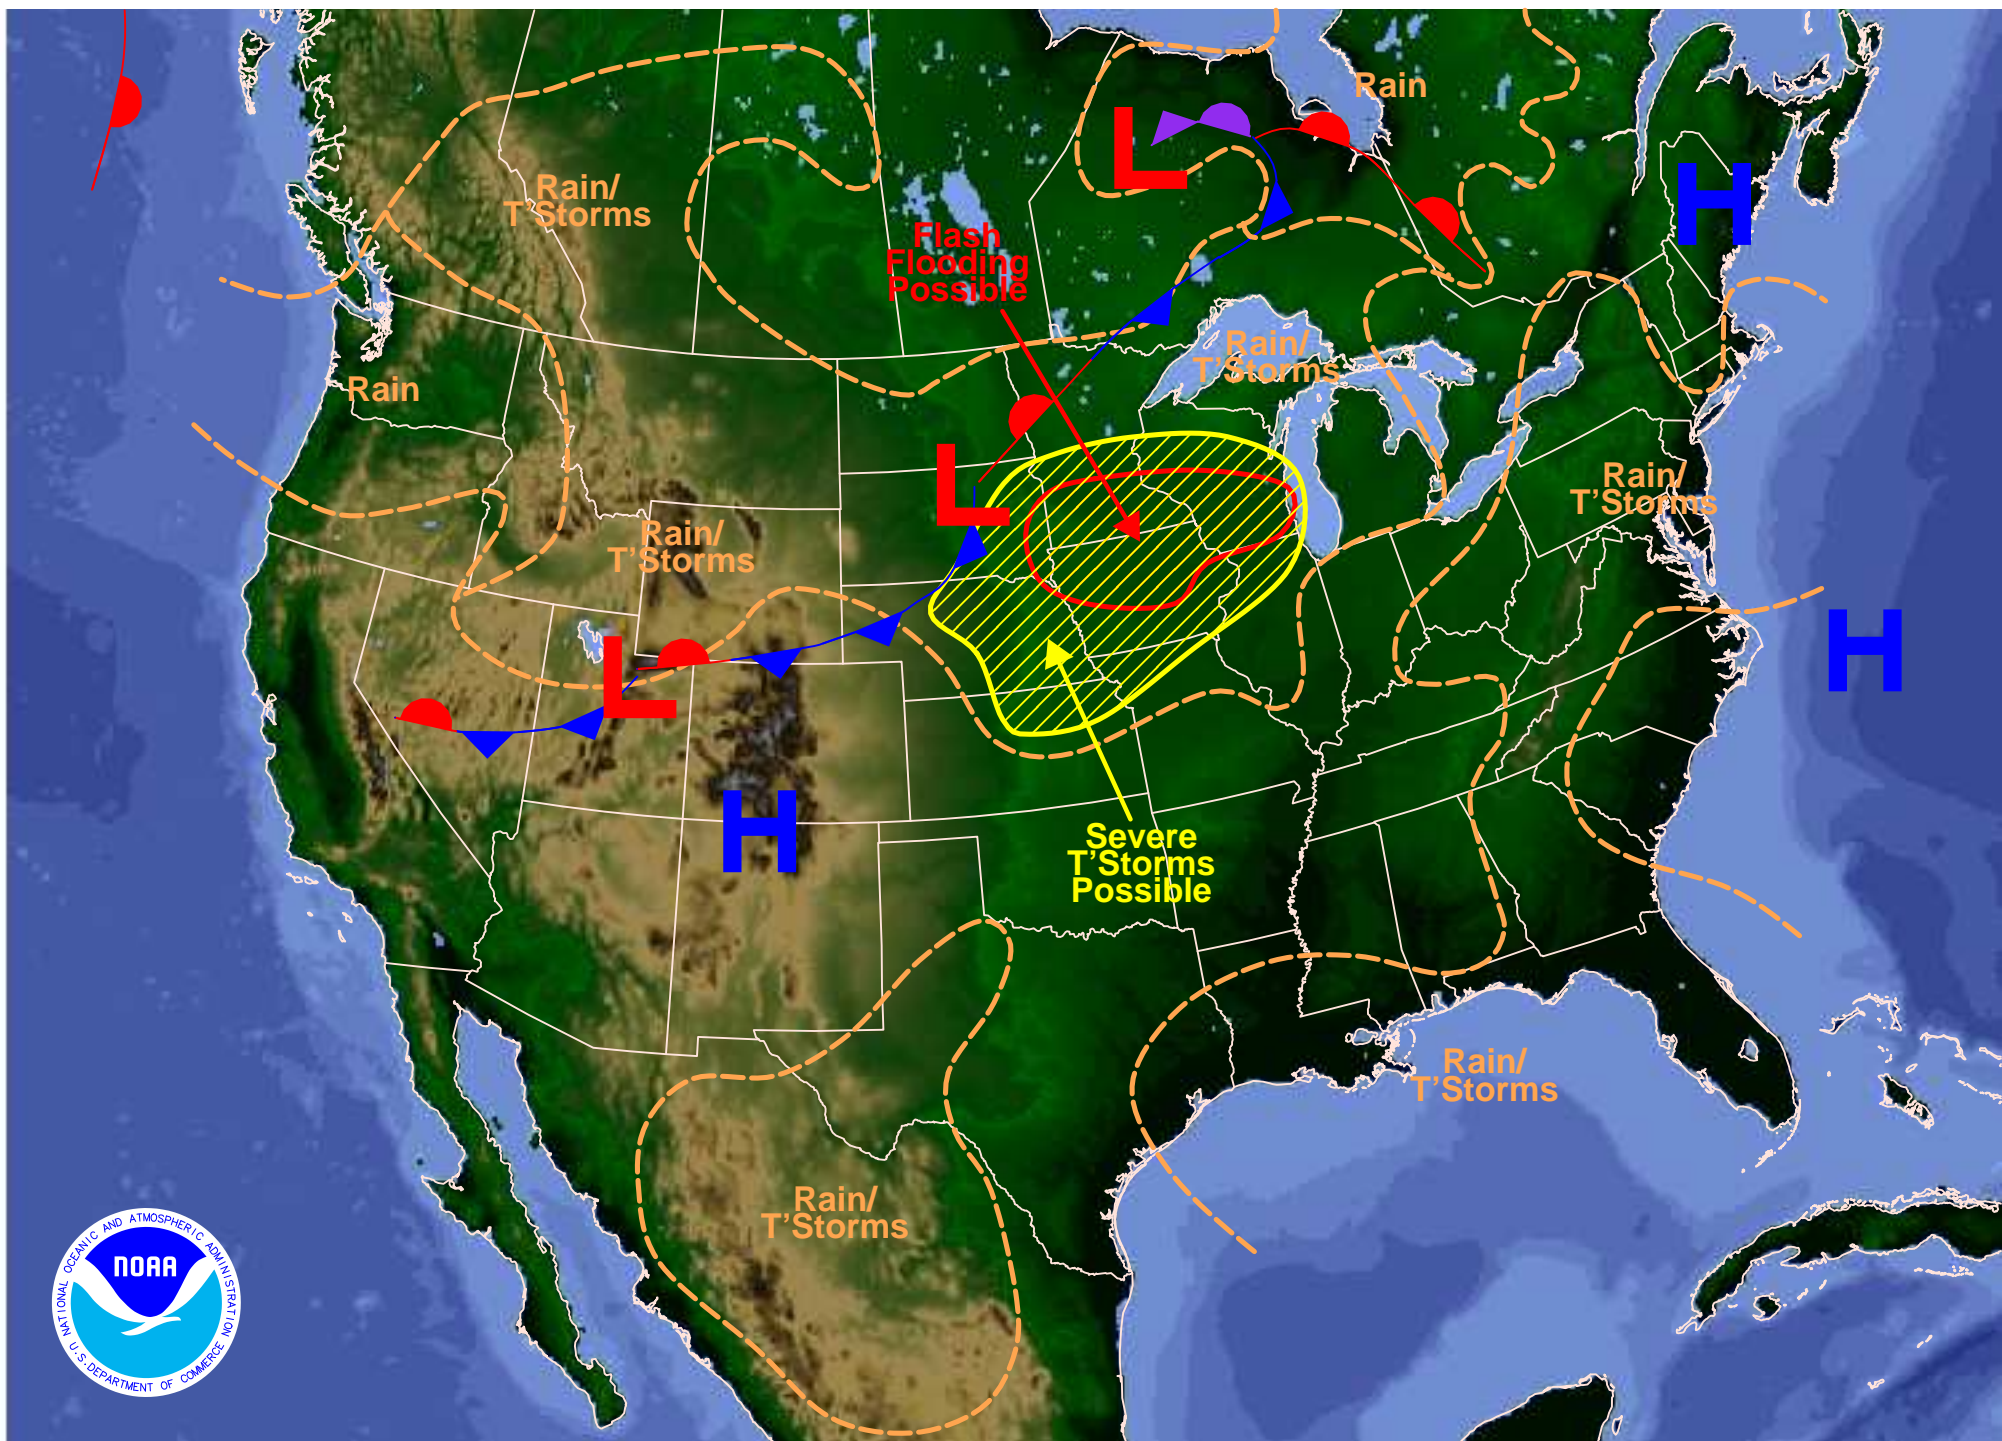 Rain
L
Rain/
T'Storms
H
Flash
Flooding
Possible
Rain/
T'Storms
Rain
L
Rain/
T'Storms
Rain/
T'Storms
L
H
H
Severe
T'Storms
Possible
Rain/
T'Storms
Rain/
T'Storms
NATIONAL OCEANIC AND ATMOSPHERIC ADMINISTRATION
NOAA
U.S. DEPARTMENT OF COMMERCE